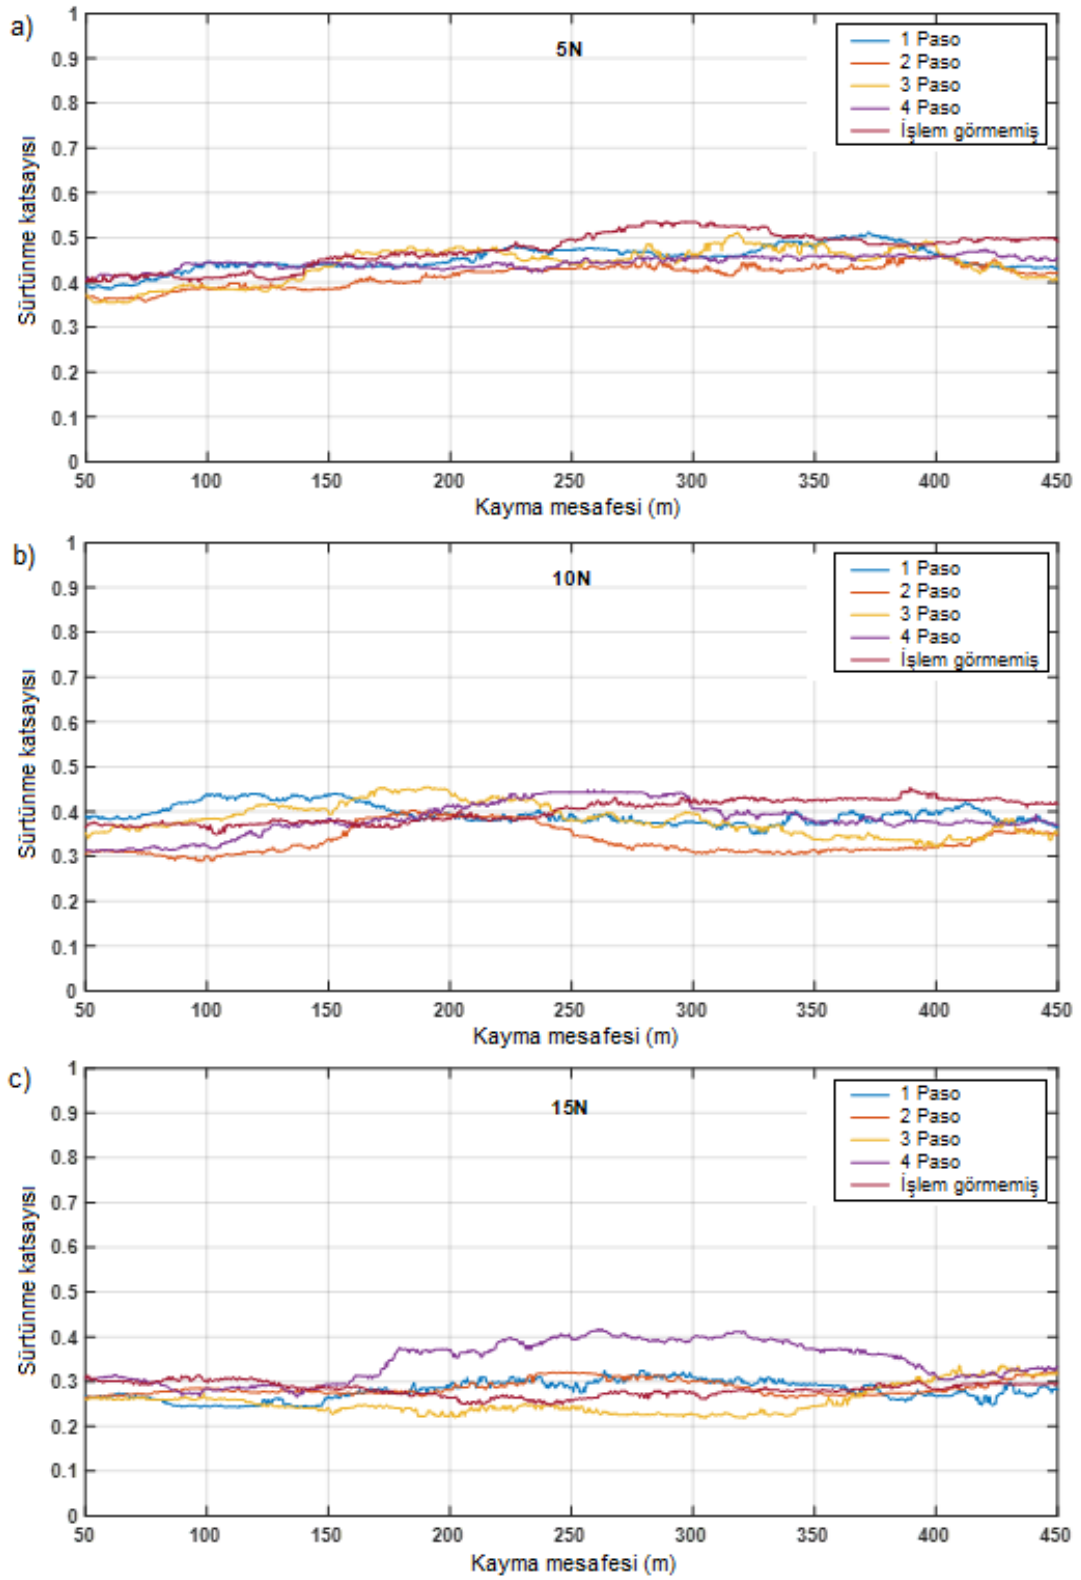 a)
5N
1 Paso
2 Paso
3 Paso
4 Paso
İşlem görmemiş
Sürtünme katsayısı
1
0.9
0.8
0.7
0.6
0.5
0.4
0.3
0.2
0.1
0
50 100 150 200 250 300 350 400 450
Kayma mesafesi (m)
b)
10N
1 Paso
2 Paso
3 Paso
4 Paso
İşlem görmemiş
Sürtünme katsayısı
1
0.9
0.8
0.7
0.6
0.5
0.4
0.3
0.2
0.1
0
50 100 150 200 250 300 350 400 450
Kayma mesafesi (m)
c)
15N
1 Paso
2 Paso
3 Paso
4 Paso
İşlem görmemiş
Sürtünme katsayısı
1
0.9
0.8
0.7
0.6
0.5
0.4
0.3
0.2
0.1
0
50 100 150 200 250 300 350 400 450
Kayma mesafesi (m)